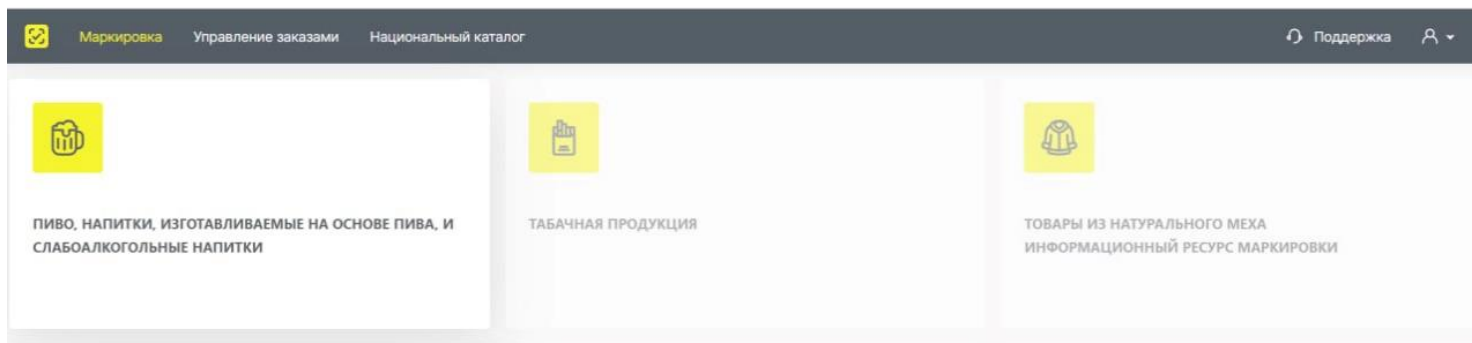 Маркировка Управление заказами Национальный каталог Поддержка
ПИВО, НАПИТКИ, ИЗГОТАВЛИВАЕМЫЕ НА ОСНОВЕ ПИВА, И
СЛАБОАЛКОГОЛЬНЫЕ НАПИТКИ
ТАБАЧНАЯ ПРОДУКЦИЯ
ТОВАРЫ ИЗ НАТУРАЛЬНОГО МЕХА
ИНФОРМАЦИОННЫЙ РЕСУРС МАРКИРОВКИ